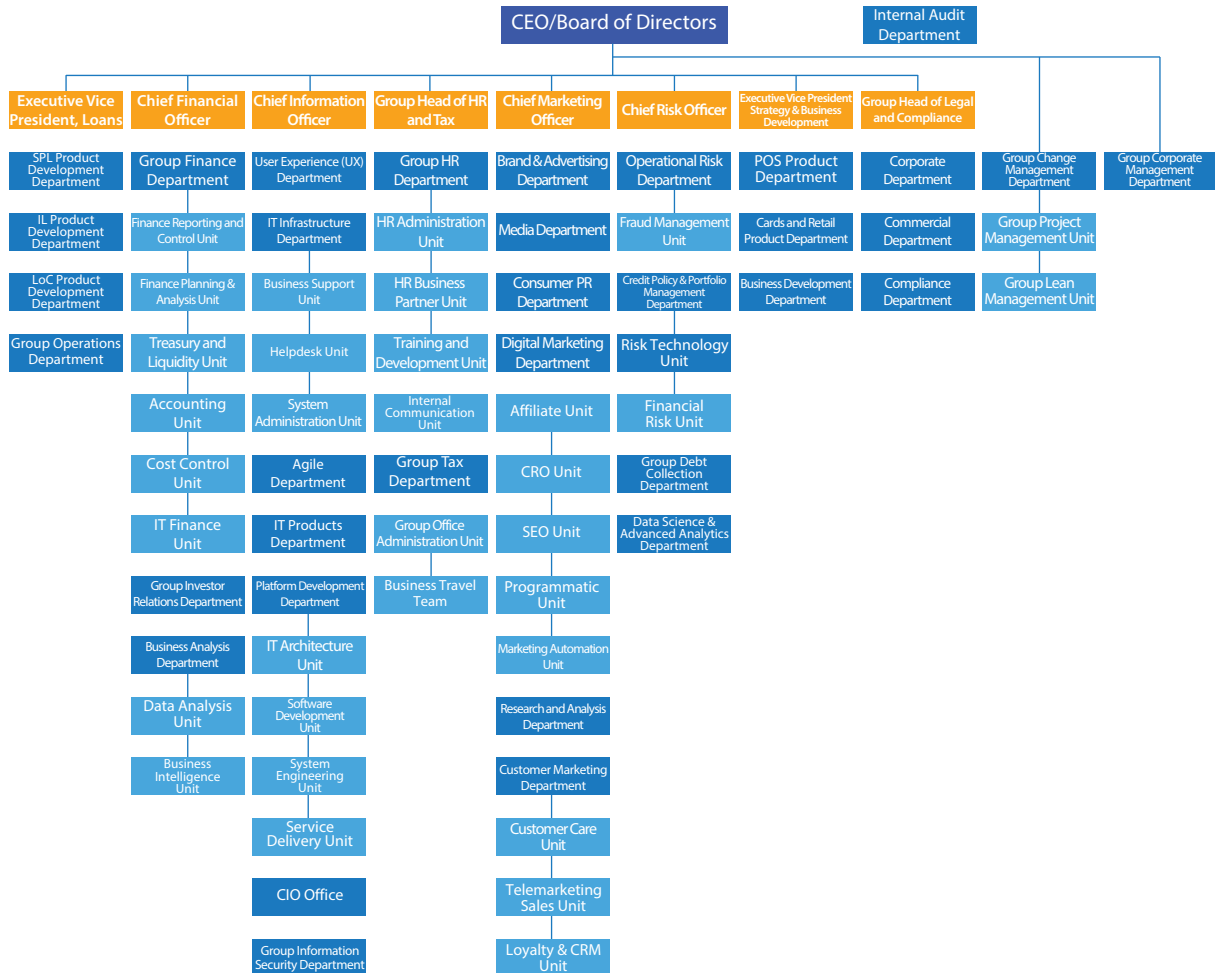 CEO/Board of Directors
Internal Audit
Department
Executive Vice
President, Loans
Chief Financial
Officer
Chief Information
Officer
Group Head of HR
and Tax
Chief Marketing
Officer
Chief Risk Officer
Executive Vice President
Strategy & Business
Development
Group Head of Legal
and Compliance
SPL Product
Development
Department
IL Product
Development
Department
LoC Product
Development
Department
Group Operations
Department
Group Finance
Department
Finance Reporting and
Control Unit
Finance Planning &
Analysis Unit
Treasury and
Liquidity Unit
Accounting
Unit
Cost Control
Unit
IT Finance
Unit
Group Investor
Relations Department
Business Analysis
Department
Data Analysis
Unit
Business
Intelligence
Unit
User Experience (UX)
Department
IT Infrastructure
Department
Business Support
Unit
Helpdesk Unit
System
Administration Unit
Agile
Department
IT Products
Department
Platform Development
Department
IT Architecture
Unit
Software
Development
Unit
System
Engineering
Unit
Service
Delivery Unit
CIO Office
Group Information
Security Department
Group HR
Department
HR Administration
Unit
HR Business
Partner Unit
Training and
Development Unit
Internal
Communication
Unit
Group Tax
Department
Group Office
Administration Unit
Business Travel
Team
Brand & Advertising
Department
Media Department
Consumer PR
Department
Digital Marketing
Department
Affiliate Unit
CRO Unit
SEO Unit
Programmatic
Unit
Marketing Automation
Unit
Research and Analysis
Department
Customer Marketing
Department
Customer Care
Unit
Telemarketing
Sales Unit
Loyalty & CRM
Unit
Operational Risk
Department
Fraud Management
Unit
Credit Policy & Portfolio
Management
Department
Risk Technology
Unit
Financial
Risk Unit
Group Debt
Collection
Department
Data Science &
Advanced Analytics
Department
POS Product
Department
Cards and Retail
Product Department
Business Development
Department
Corporate
Department
Commercial
Department
Compliance
Department
Group Change
Management
Department
Group Project
Management Unit
Group Lean
Management Unit
Group Corporate
Management
Department